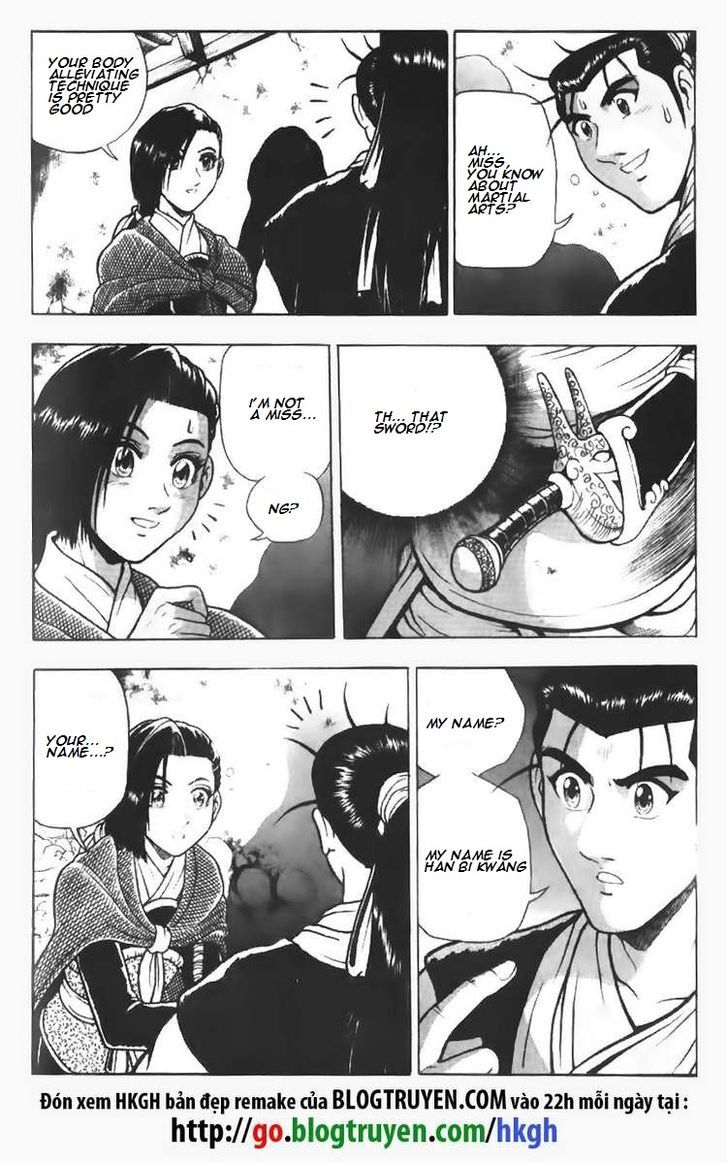 YOUR BODY
ALLEVIATING
TECHNIQUE
IS PRETTY
GOOD
AH...
MISS,
YOU KNOW
ABOUT
MARTIAL
ARTS?
I'M NOT
A MISS...
NG?
TH... THAT
SWORD!?
YOUR...
NAME...?
MY NAME?
MY NAME IS
HAN BI KWANG
Đón xem HKGH bản đẹp remake của BLOGTRUYEN.COM vào 22h mỗi ngày tại :
http://go.blogtruyen.com/hkgh